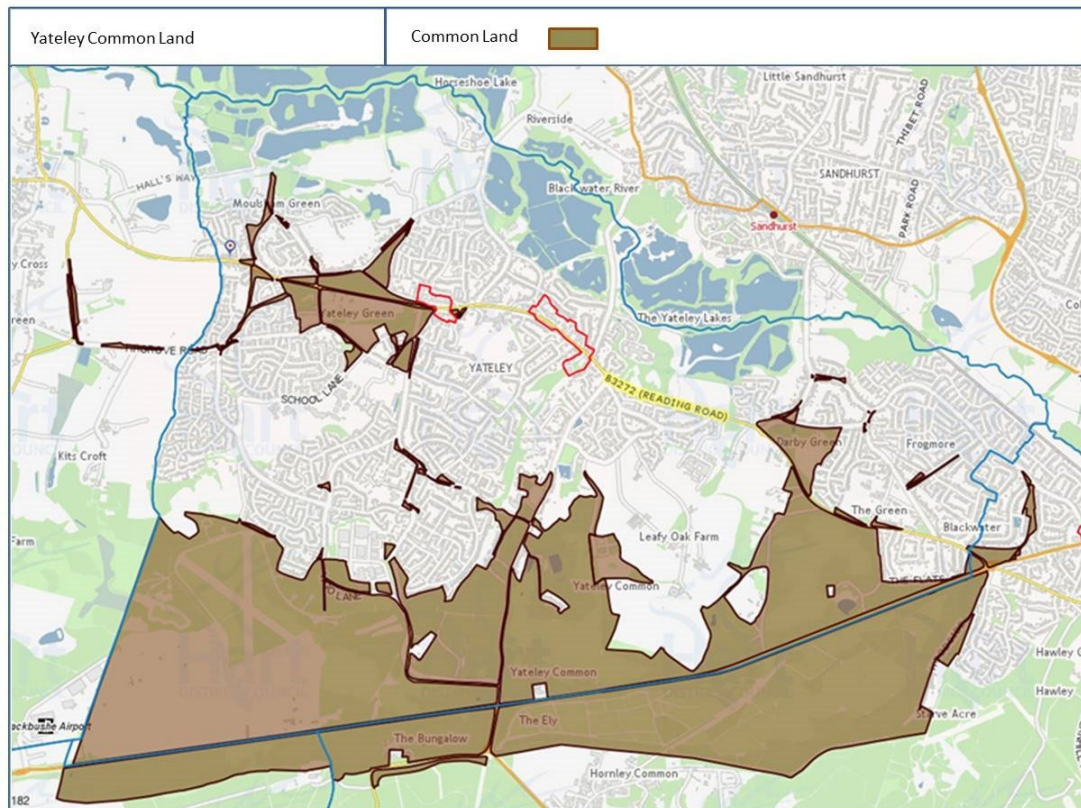 Yateley Common Land
Common Land
Horseshoe Lake
Little Sandhurst
Riverside
THIBET ROAD
HALL'S WAY
Blackwater River
SANDHURST
Moulsham Green
PARK ROAD
Sandhurst
y Cross
Yateley Green
reen
The Yateley Lakes
YATELEY
SCHOOL LANE
B3272 (READING ROAD)
Darby Green
Frogmore
Kits Croft
The Green
Blackwater
Farm
Leafy Oak Farm
Yateley Common
Hawley
Yateley Common
Hawley
The Ely
Starve Acre
ackbushe Airport
The Bungalow
Hornley Common
182